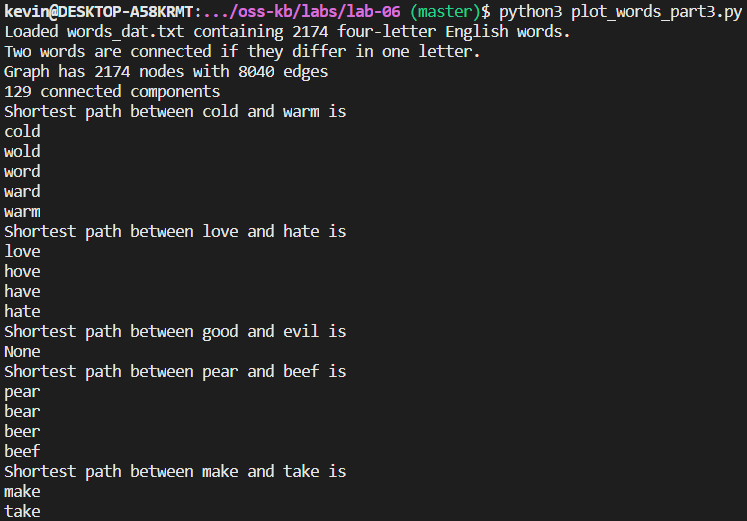 kevin@DESKTOP-A58KRMT:.../oss-kb/labs/lab-06 (master)$ python3 plot_words_part3.py
Loaded words_dat.txt containing 2174 four-letter English words.
Two words are connected if they differ in one letter.
Graph has 2174 nodes with 8040 edges
129 connected components
Shortest path between cold and warm is
cold
wold
word
ward
warm
Shortest path between love and hate is
love
hove
have
hate
Shortest path between good and evil is
None
Shortest path between pear and beef is
pear
bear
beer
beef
Shortest path between make and take is
make
take